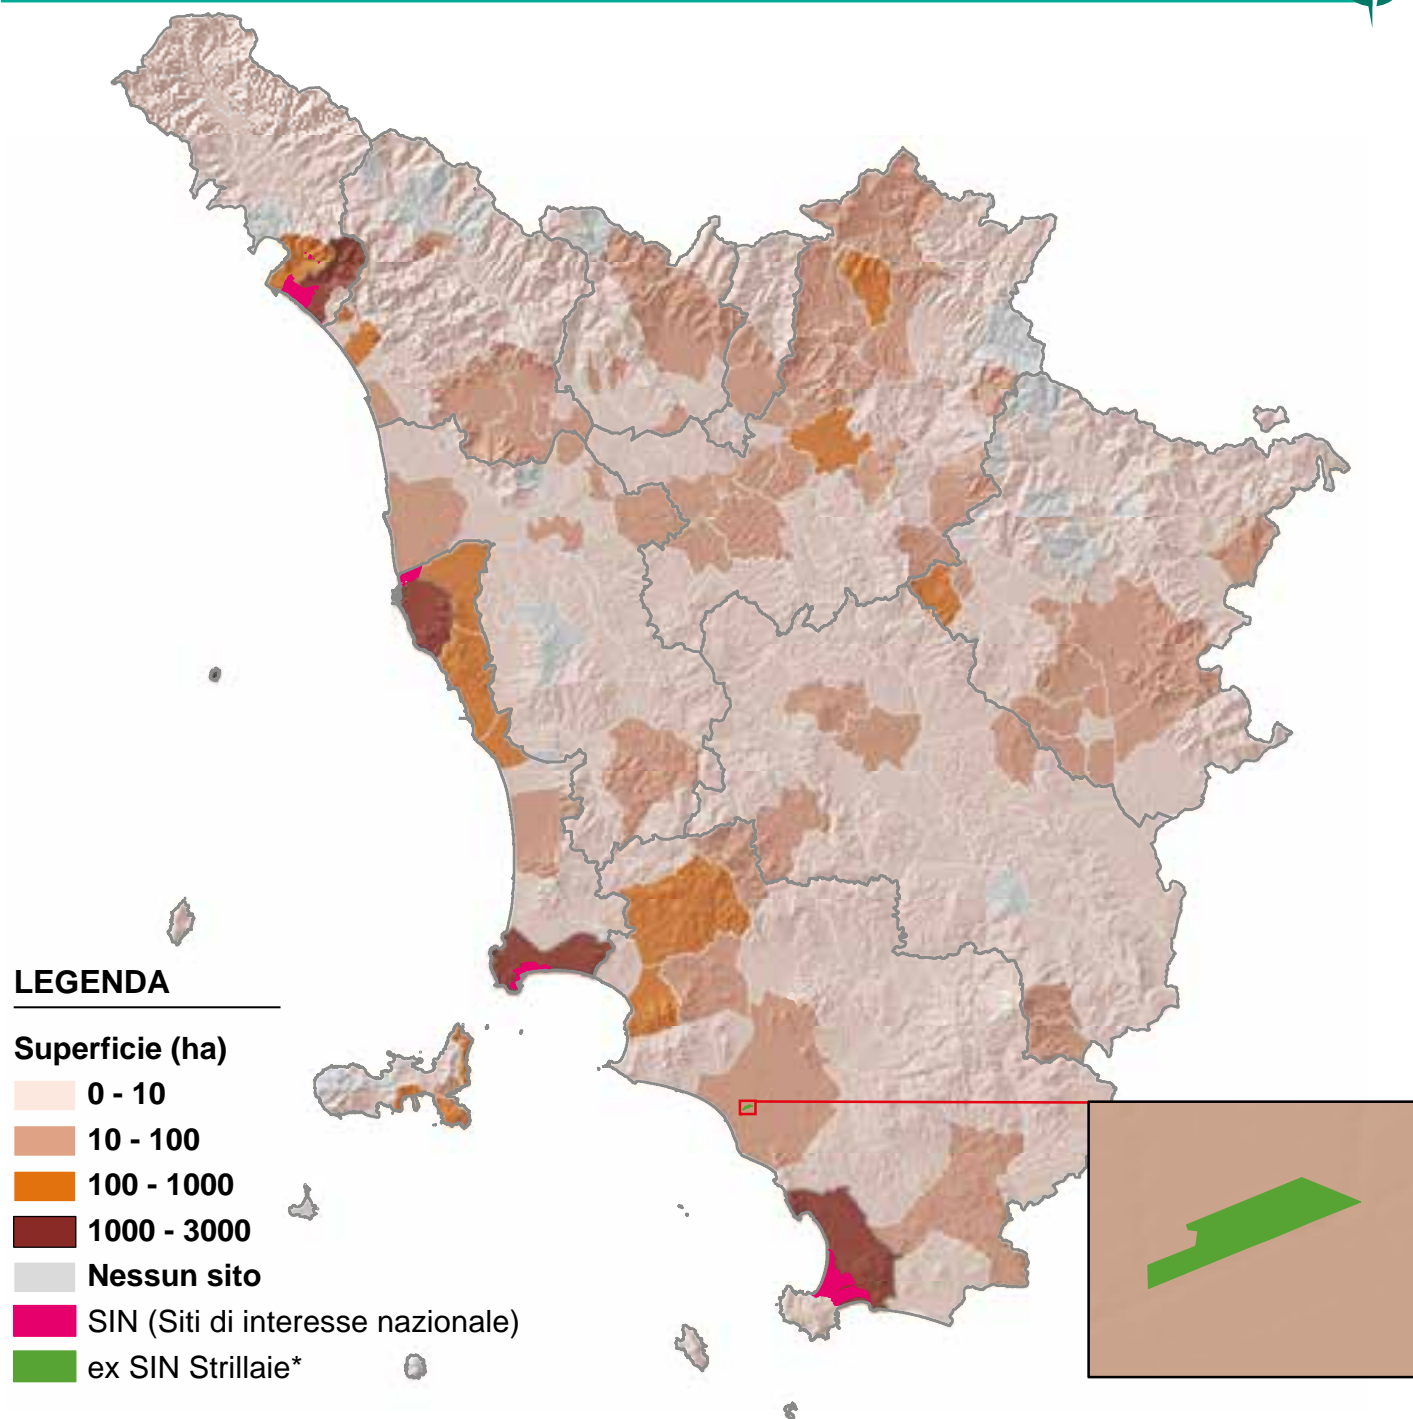 LEGENDA
Superficie (ha)
0 - 10
10 - 100
100 - 1000
1000 - 3000
Nessun sito
SIN (Siti di interesse nazionale)
ex SIN Strillaie*